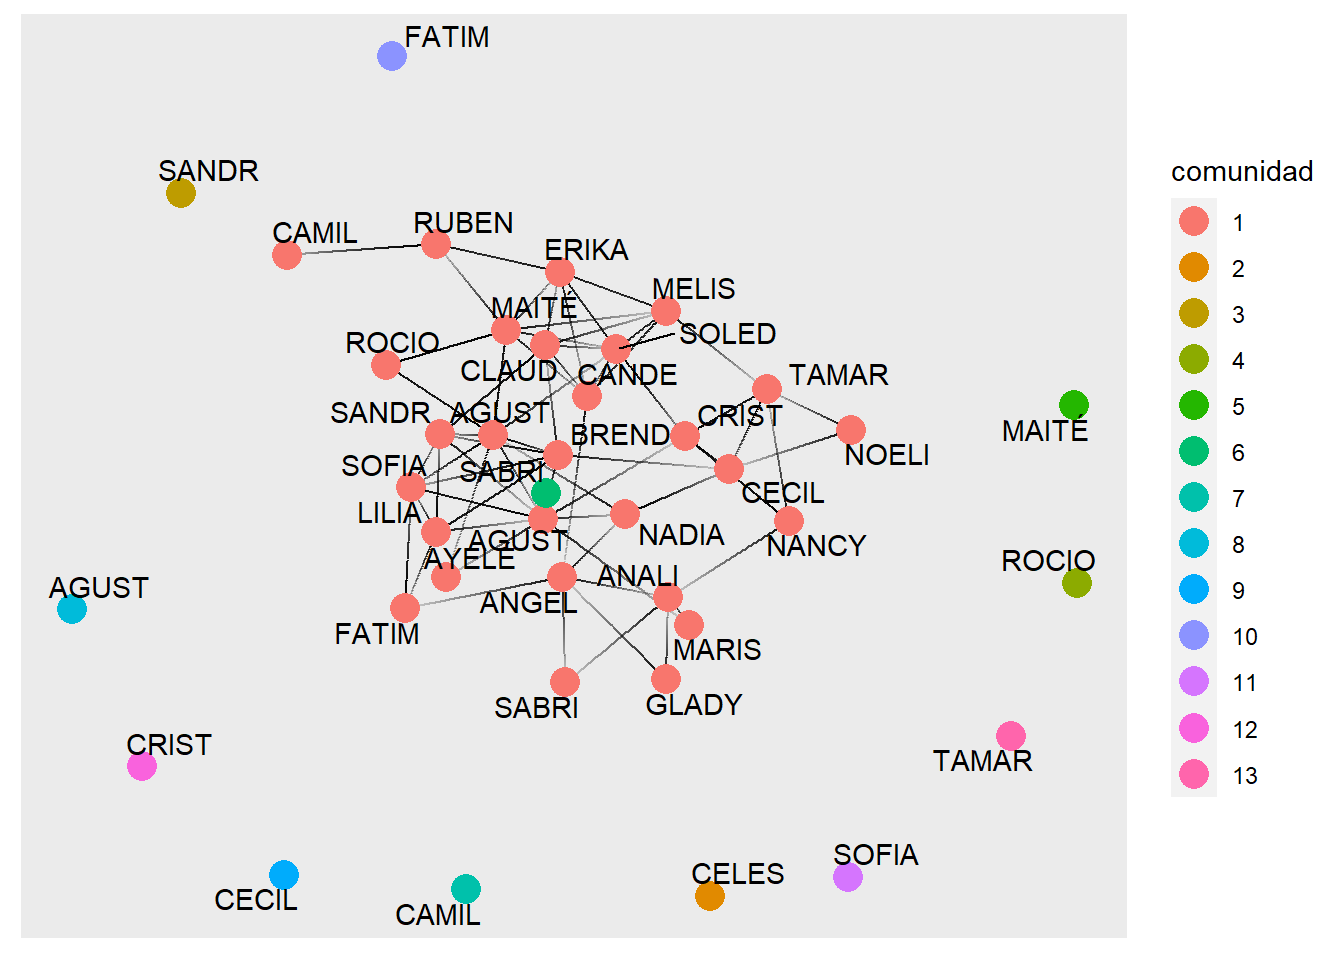 FATIM
SANDR
CAMIL
RUBEN
ERIKA
MELIS
MAITÉ
SOLED
ROCIO
CLAUD
CANDE
TAMAR
SANDR
AGUST
CRIST
BREND
NOELI
MAITÉ
SOFIA
SABRI
CECIL
LILIA
AGUST
NADIA
NANCY
AYELE
ANALI
ROCIO
AGUST
ANGEL
FATIM
MARIS
SABRI
GLADY
CRIST
TAMAR
SOFIA
CELES
CECIL
CAMIL
comunidad
1
2
3
4
5
6
7
8
9
10
11
12
13